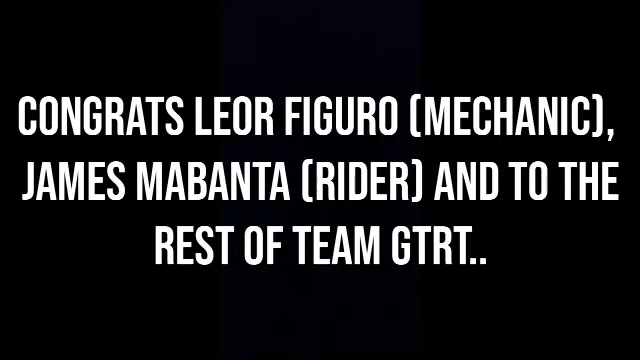 CONGRATS LEOR FIGURO (MECHANIC),
JAMES MABANTA (RIDER) AND TO THE
REST OF TEAM GTRT..